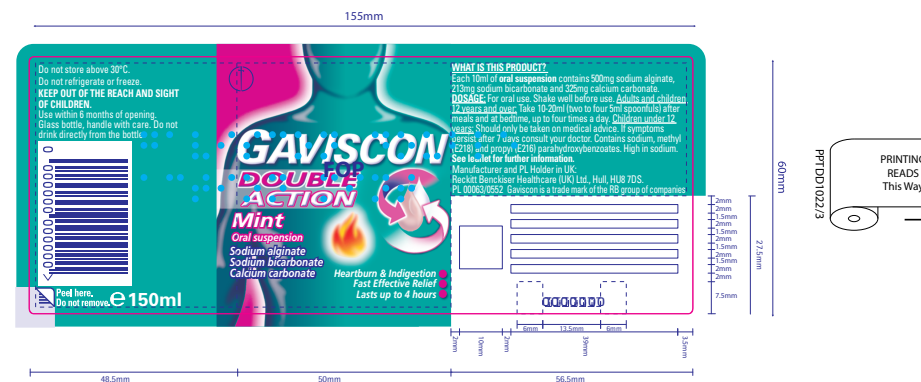 155mm
Do not store above 30°C.
Do not refrigerate or freeze.
KEEP OUT OF THE REACH AND SIGHT
OF CHILDREN.
Use within 6 months of opening.
Glass bottle, handle with care. Do not
drink directly from the bottle.
Peel here.
Do not remove.
e 150ml
GAVISCON
FOP
DOUBLE
ACTION
Mint
Oral suspension
Sodium alginate
Sodium bicarbonate
Calcium carbonate
Heartburn & Indigestion
Fast Effective Relief
Lasts up to 4 hours
WHAT IS THIS PRODUCT?
Each 10ml of oral suspension contains 500mg sodium alginate,
213mg sodium bicarbonate and 325mg calcium carbonate.
DOSAGE: For oral use. Shake well before use. Adults and children
12 years and over: Take 10-20ml (two to four 5ml spoonfuls) after
meals and at bedtime, up to four times a day. Children under 12
years: Should only be taken on medical advice. If symptoms
persist after 7 days consult your doctor. Contains sodium, methyl
(E218) and propyl (E216) parahydroxybenzoates. High in sodium.
See leaflet for further information.
Manufacturer and PL Holder in UK:
Reckitt Benckiser Healthcare (UK) Ltd., Hull, HU8 7DS.
PL 00063/0552 Gaviscon is a trade mark of the RB group of companies
2mm
2mm
1.5mm
2mm
1.5mm
2mm
1.5mm
2mm
1.5mm
2mm
2mm
7.5mm
27.5mm
60mm
6mm
13.5mm
6mm
2mm
10mm
2mm
39mm
3.5mm
48.5mm
50mm
56.5mm
PPTDD1022/3
PRINTING
READS
This Way